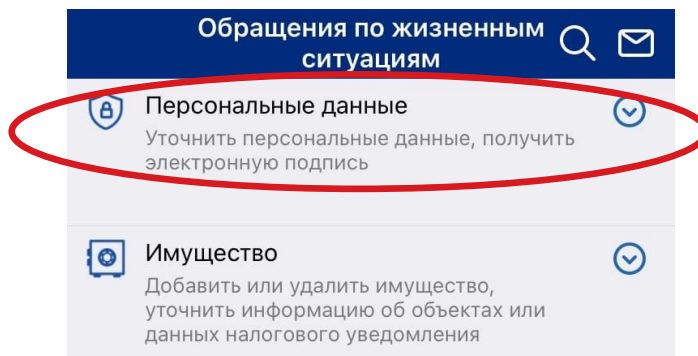 Обращения по жизненным
ситуациям
Персональные данные
Уточнить персональные данные, получить
электронную подпись
Имущество
Добавить или удалить имущество,
уточнить информацию об объектах или
данных налогового уведомления